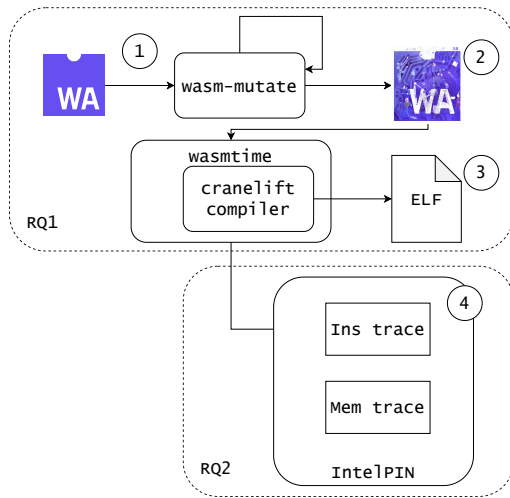 1
2
WA
wasm-mutate
WA
wasmtime
cranelift
compiler
3
ELF
RQ1
4
Ins trace
Mem trace
RQ2
IntelPIN